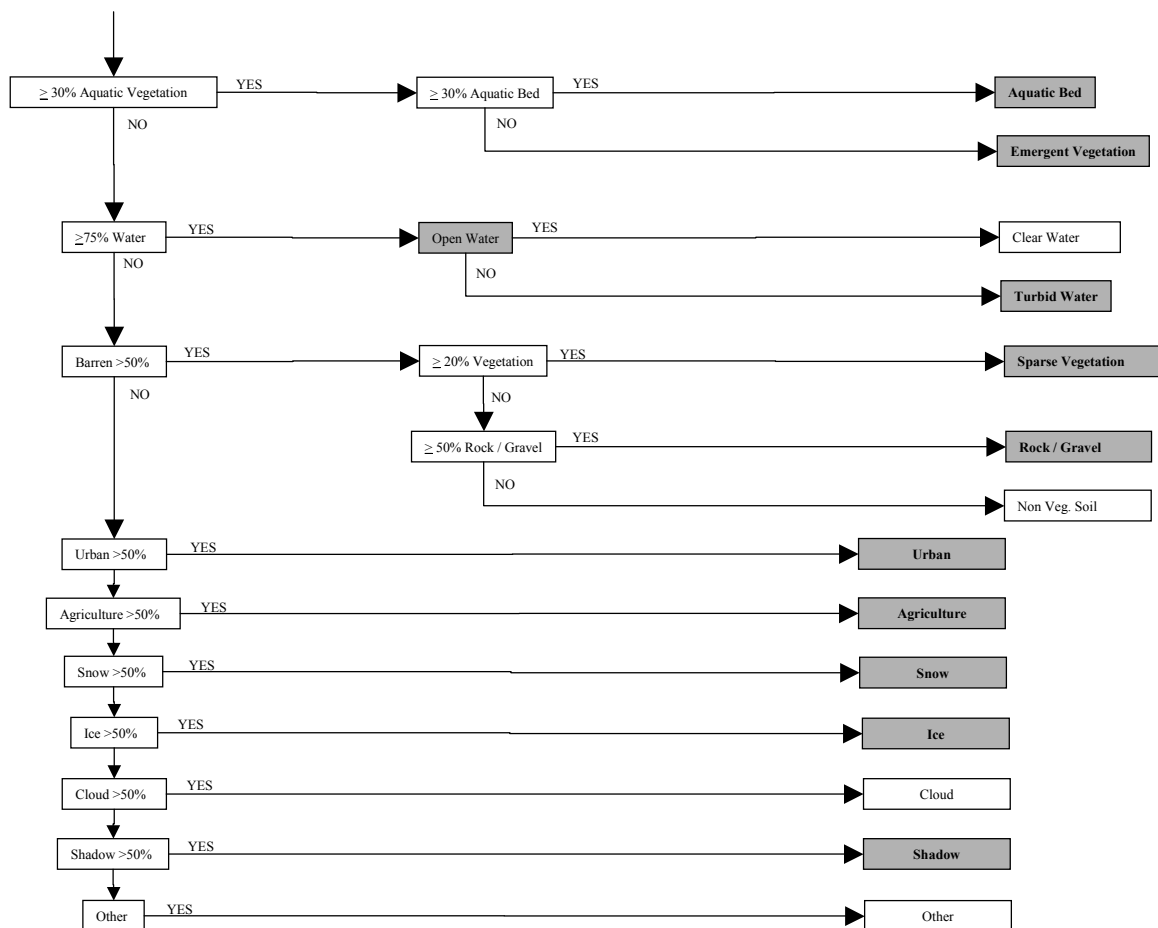 ≥ 30% Aquatic Vegetation YES ≥ 30% Aquatic Bed YES Aquatic Bed
NO NO
Emergent Vegetation
≥75% Water YES Open Water YES Clear Water
NO NO
Turbid Water
Barren >50% YES ≥ 20% Vegetation YES Sparse Vegetation
NO NO
≥ 50% Rock / Gravel YES Rock / Gravel
NO
Non Veg. Soil
Urban >50% YES Urban
Agriculture >50% YES Agriculture
Snow >50% YES Snow
Ice >50% YES Ice
Cloud >50% YES Cloud
Shadow >50% YES Shadow
Other YES Other